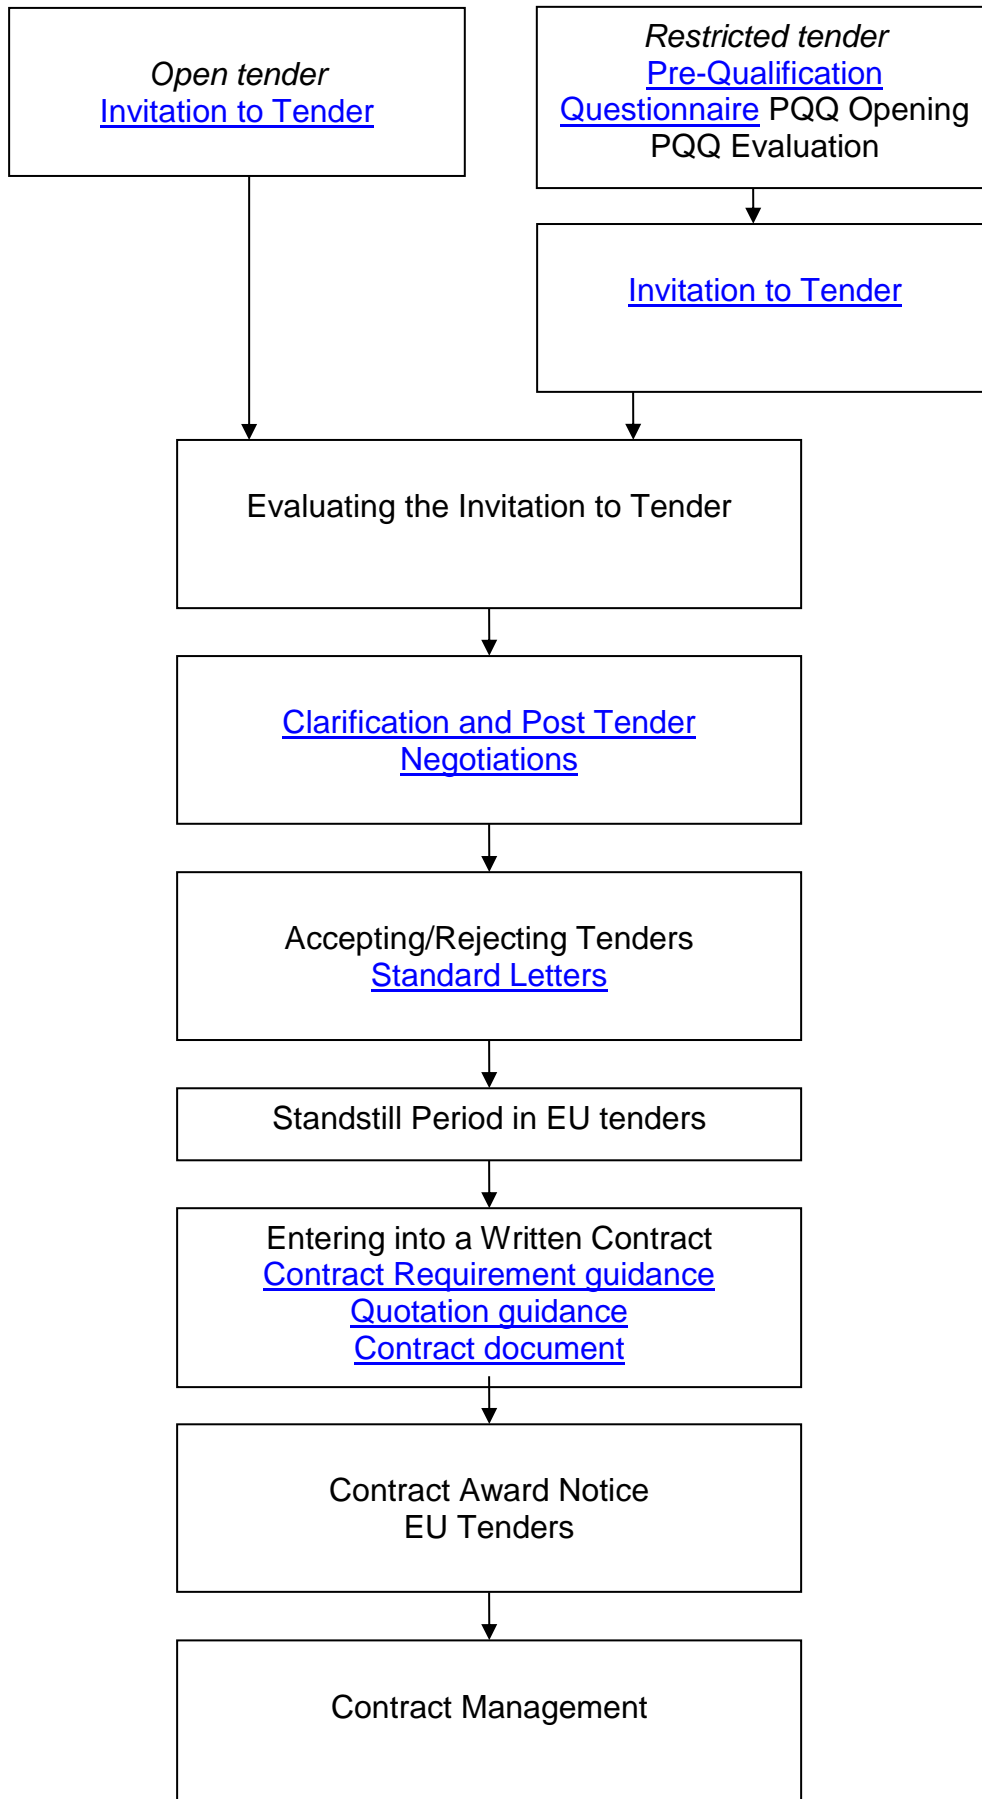 Open tender
Invitation to Tender
Restricted tender
Pre-Qualification
Questionnaire PQQ Opening
PQQ Evaluation
Invitation to Tender
Evaluating the Invitation to Tender
Clarification and Post Tender
Negotiations
Accepting/Rejecting Tenders
Standard Letters
Standstill Period in EU tenders
Entering into a Written Contract
Contract Requirement guidance
Quotation guidance
Contract document
Contract Award Notice
EU Tenders
Contract Management